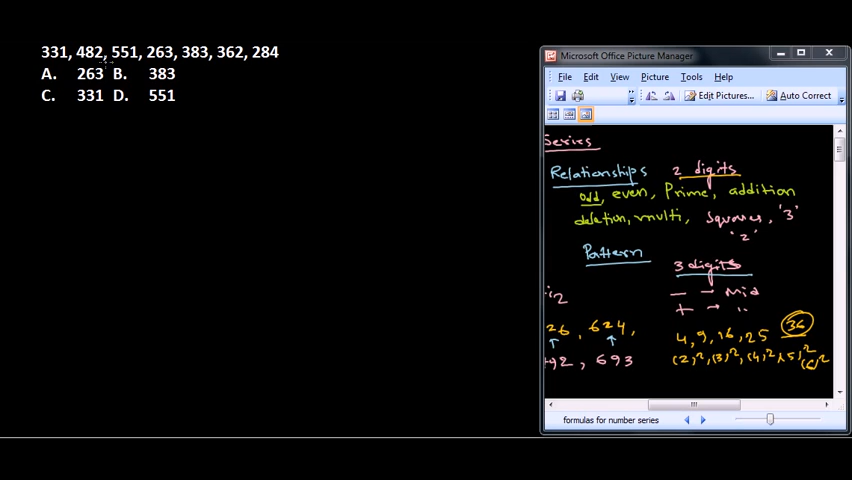 331, 482, 551, 263, 383, 362, 284
A. 263 B. 383
C. 331 D. 551
Microsoft Office Picture Manager
File Edit View Picture Tools Help
Edit Pictures... Auto Correct
Series
Relationships 2 digits
odd, even, Prime, addition
deletion, multi, Squares, '3'
'2'
Pattern
3 digits
— → Mid
+ → "
26, 624,
4, 9, 16, 25 36
(2)², (3)², (4)², (5)², (6)²
492, 693
formulas for number series